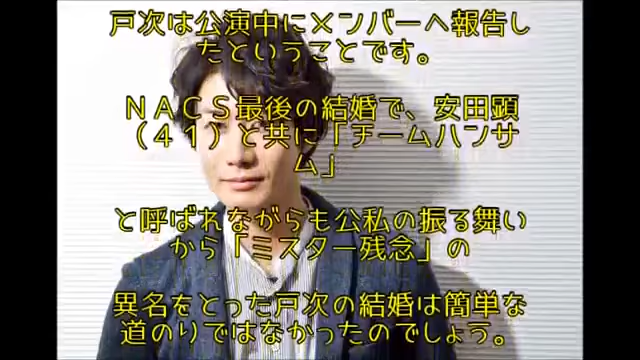 戸次は公演中にメンバーへ報告し
たということです。
ＮＡＣＳ最後の結婚で、安田顕
（４１）と共に「チームハンサ
ム」
と呼ばれながらも公私の振る舞い
から「ミスター残念」の
異名をとった戸次の結婚は簡単な
道のりではなかったのでしょう。